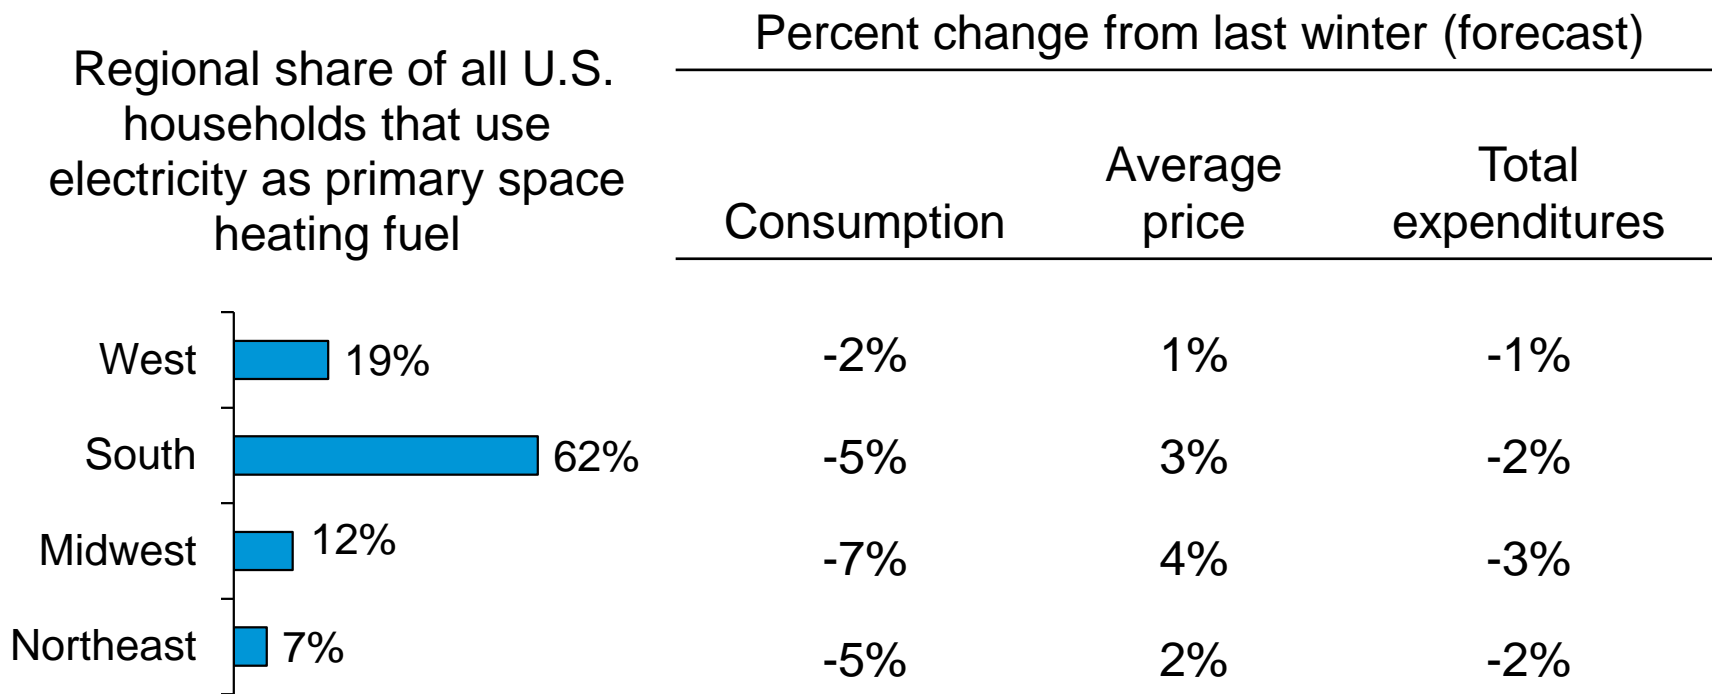 Regional share of all U.S.
households that use
electricity as primary space
heating fuel
Percent change from last winter (forecast)
Consumption
Average
price
Total
expenditures
West 19% -2% 1% -1%
South 62% -5% 3% -2%
Midwest 12% -7% 4% -3%
Northeast 7% -5% 2% -2%